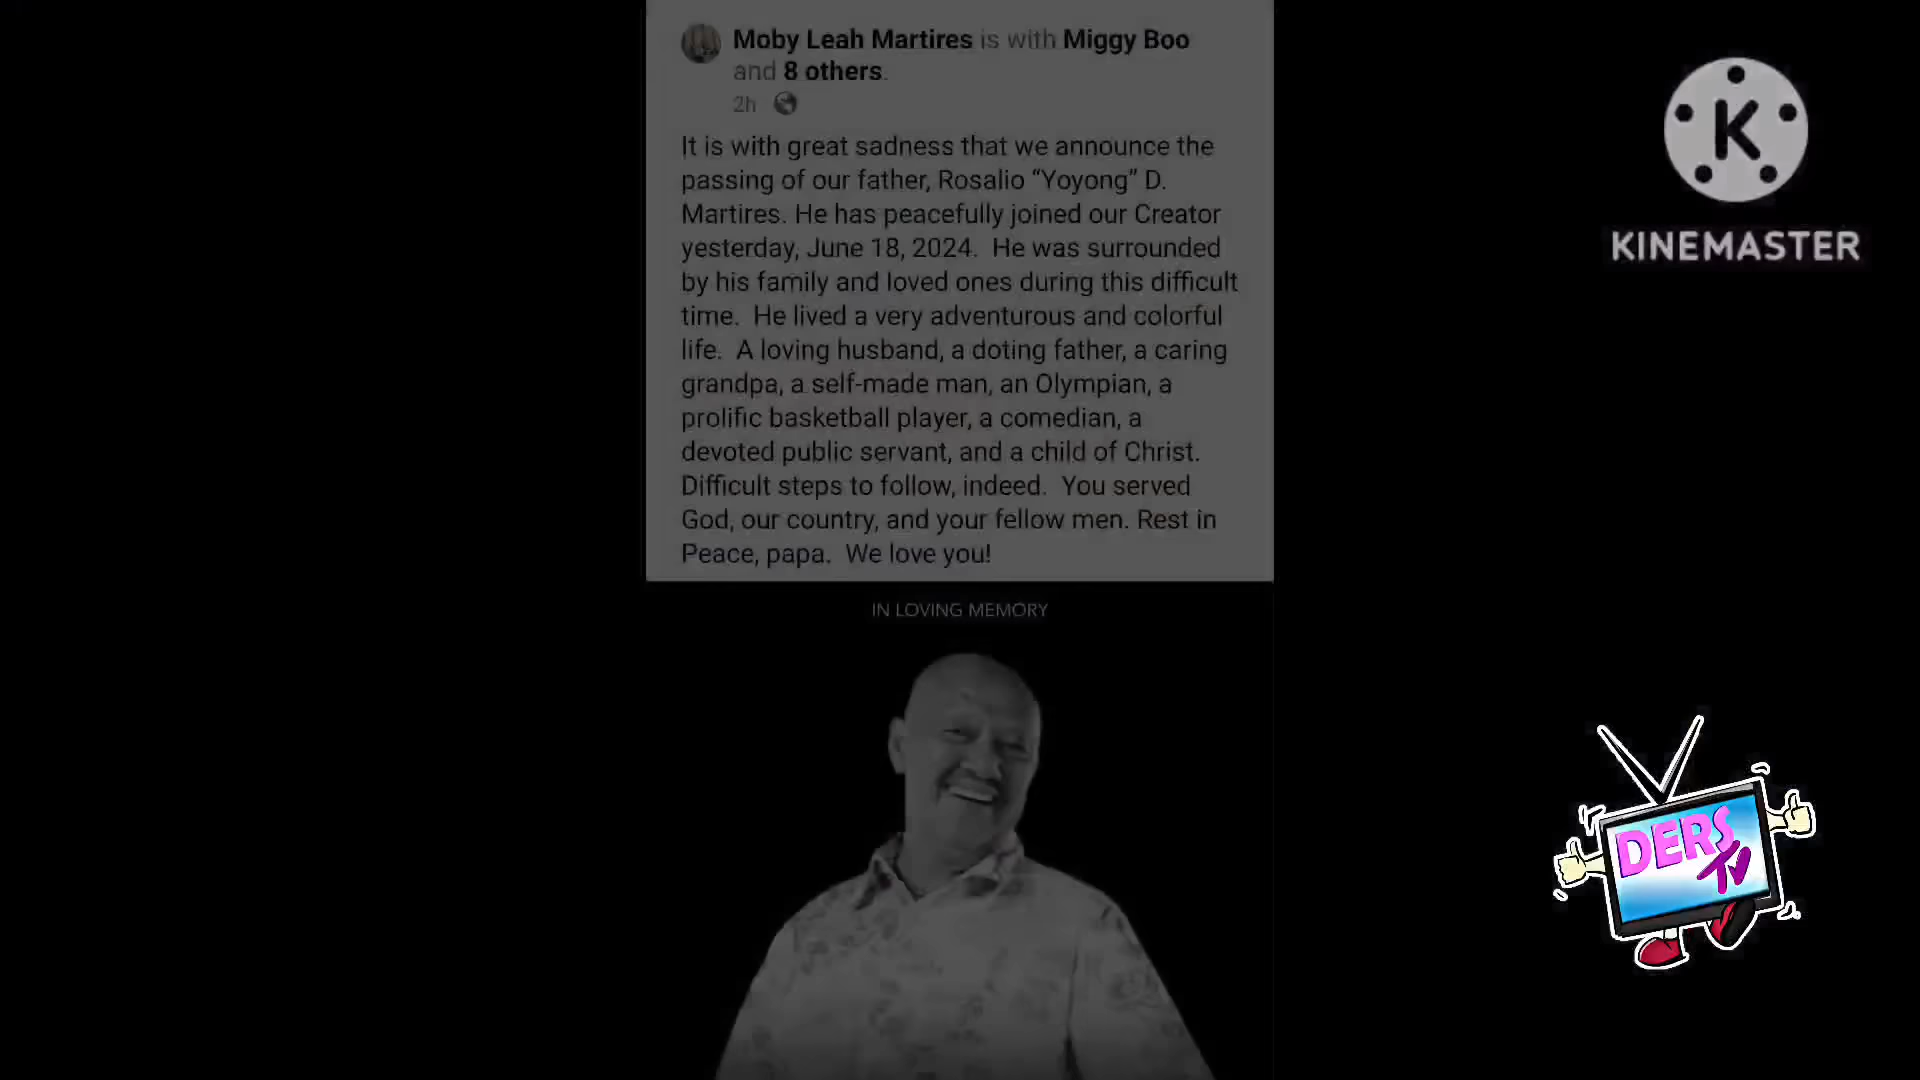 Moby Leah Martires is with Miggy Boo
and 8 others.
2h
It is with great sadness that we announce the
passing of our father, Rosalio “Yoyong” D.
Martires. He has peacefully joined our Creator
yesterday, June 18, 2024.  He was surrounded
by his family and loved ones during this difficult
time.  He lived a very adventurous and colorful
life.  A loving husband, a doting father, a caring
grandpa, a self-made man, an Olympian, a
prolific basketball player, a comedian, a
devoted public servant, and a child of Christ.
Difficult steps to follow, indeed.  You served
God, our country, and your fellow men. Rest in
Peace, papa.  We love you!
IN LOVING MEMORY
K
KINEMASTER
DERS
TV